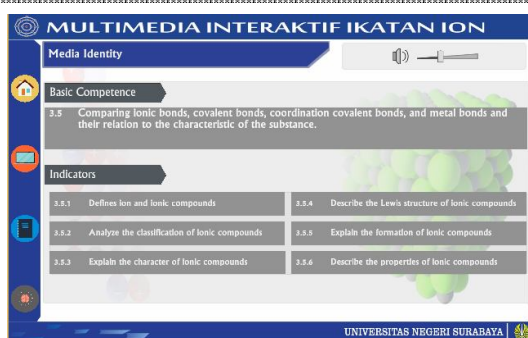 MULTIMEDIA INTERAKTIF IKATAN ION
Media Identity
Basic Competence
3.5 Comparing ionic bonds, covalent bonds, coordination covalent bonds, and metal bonds and
their relation to the characteristic of the substance.
Indicators
3.5.1 Defines ion and ionic compounds
3.5.2 Analyze the classification of ionic compounds
3.5.3 Explain the character of ionic compounds
3.5.4 Describe the Lewis structure of ionic compounds
3.5.5 Explain the formation of ionic compounds
3.5.6 Describe the properties of ionic compounds
UNIVERSITAS NEGERI SURABAYA